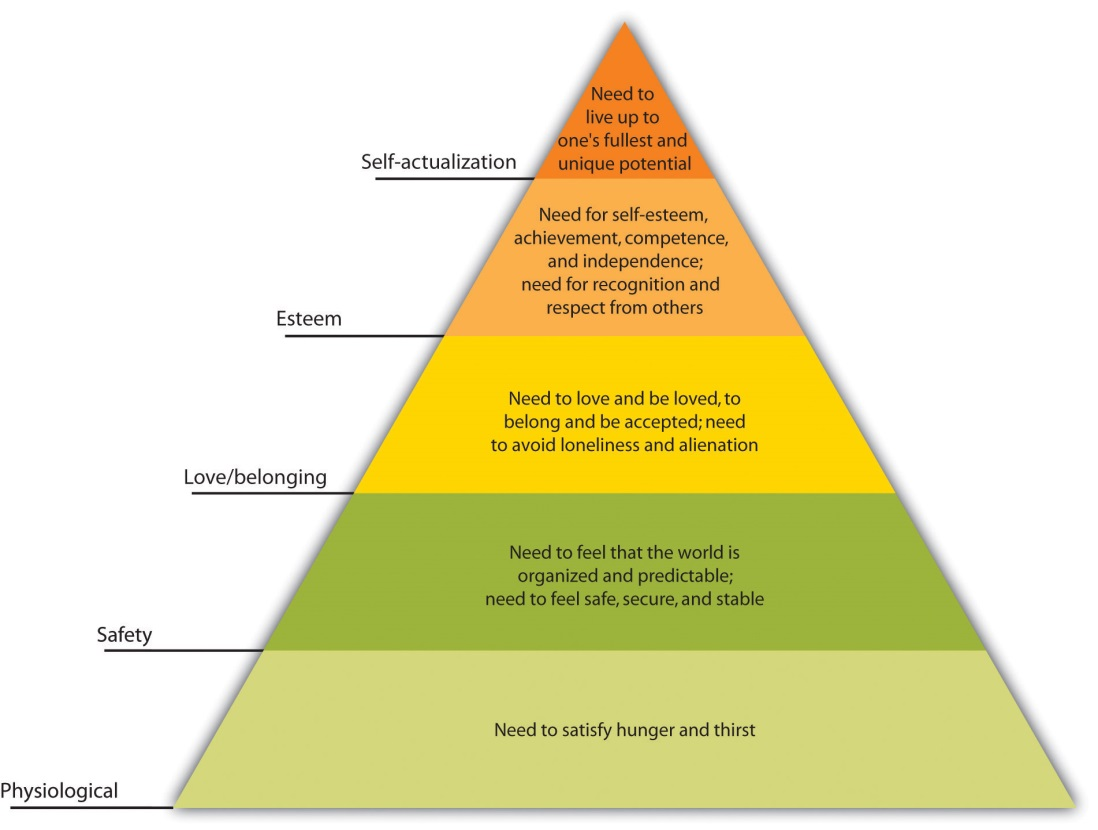 Need to
live up to
one's fullest and
unique potential
Self-actualization
Need for self-esteem,
achievement, competence,
and independence;
need for recognition and
respect from others
Esteem
Need to love and be loved, to
belong and be accepted; need
to avoid loneliness and alienation
Love/belonging
Need to feel that the world is
organized and predictable;
need to feel safe, secure, and stable
Safety
Need to satisfy hunger and thirst
Physiological